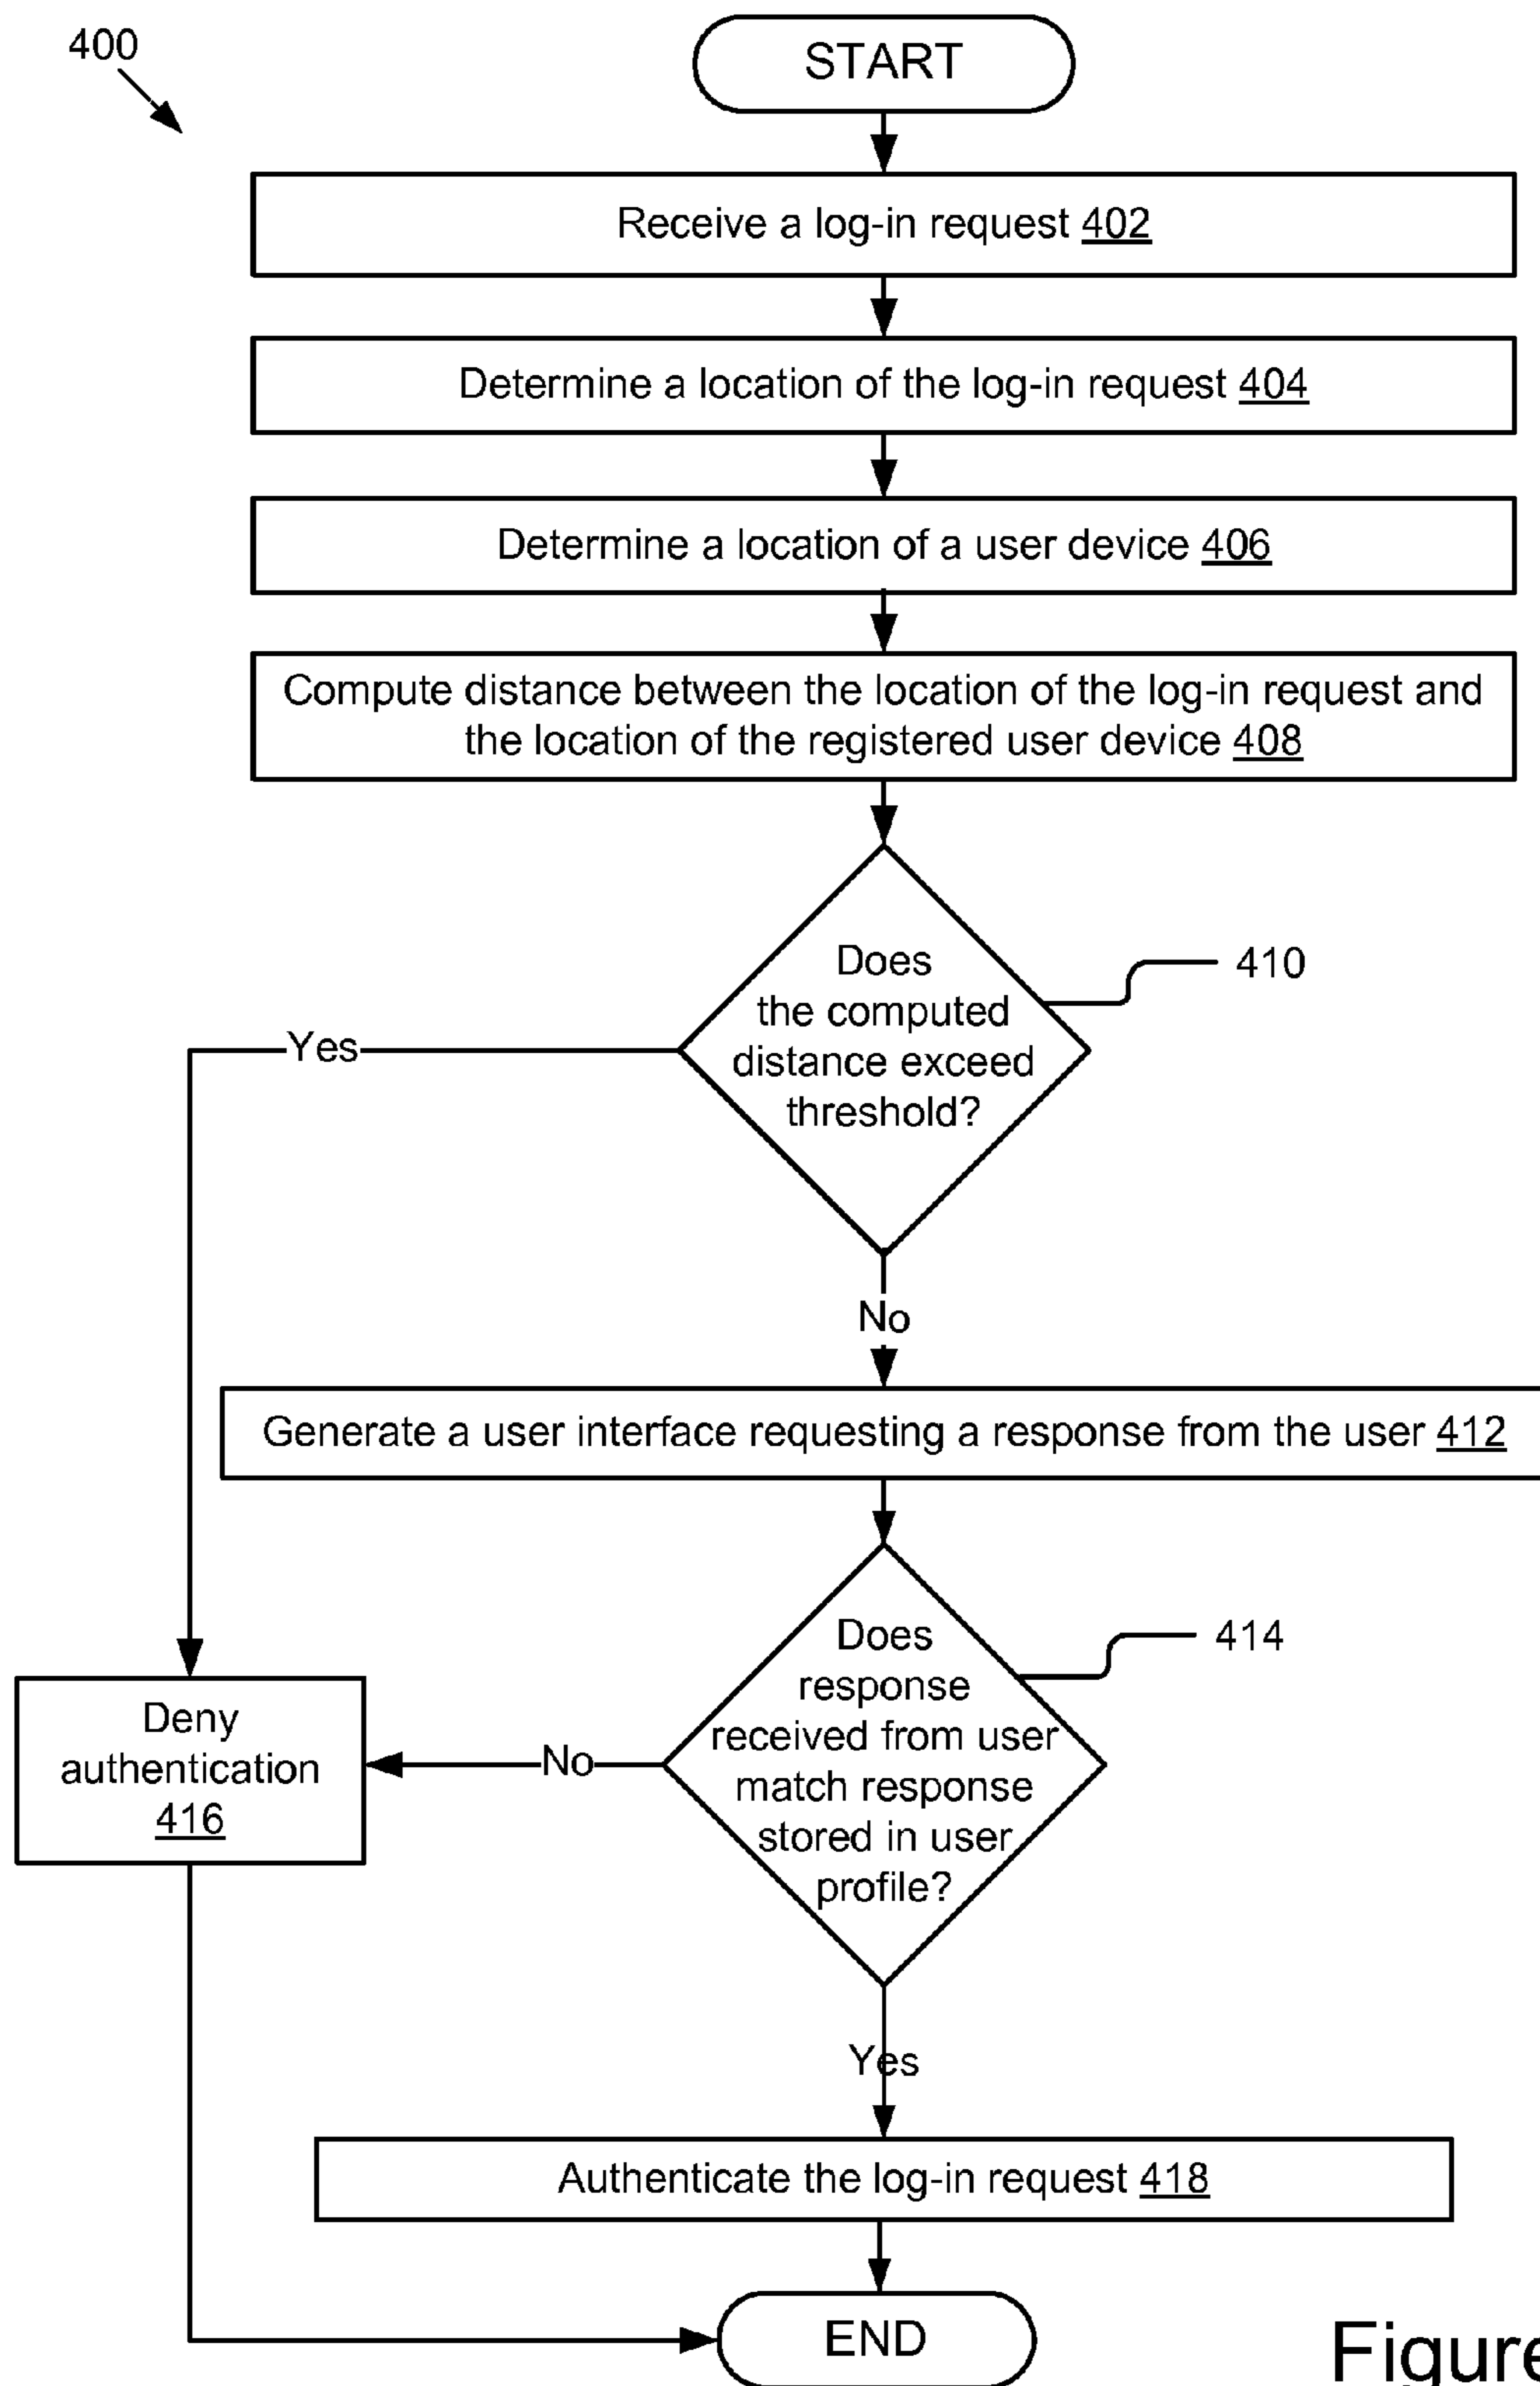 400
START
Receive a log-in request 402
Determine a location of the log-in request 404
Determine a location of a user device 406
Compute distance between the location of the log-in request and
the location of the registered user device 408
Does
the computed
distance exceed
threshold?
410
Yes
No
Generate a user interface requesting a response from the user 412
Does
response
received from user
match response
stored in user
profile?
414
No
Deny
authentication
416
Yes
Authenticate the log-in request 418
END
Figure